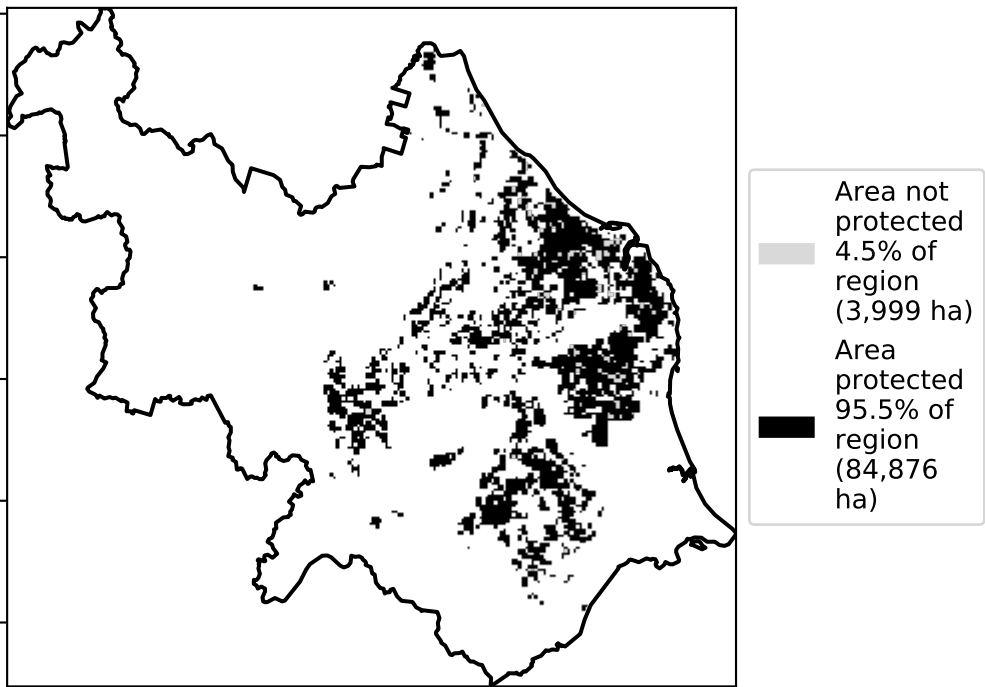 Area not
protected
4.5% of
region
(3,999 ha)
Area
protected
95.5% of
region
(84,876
ha)